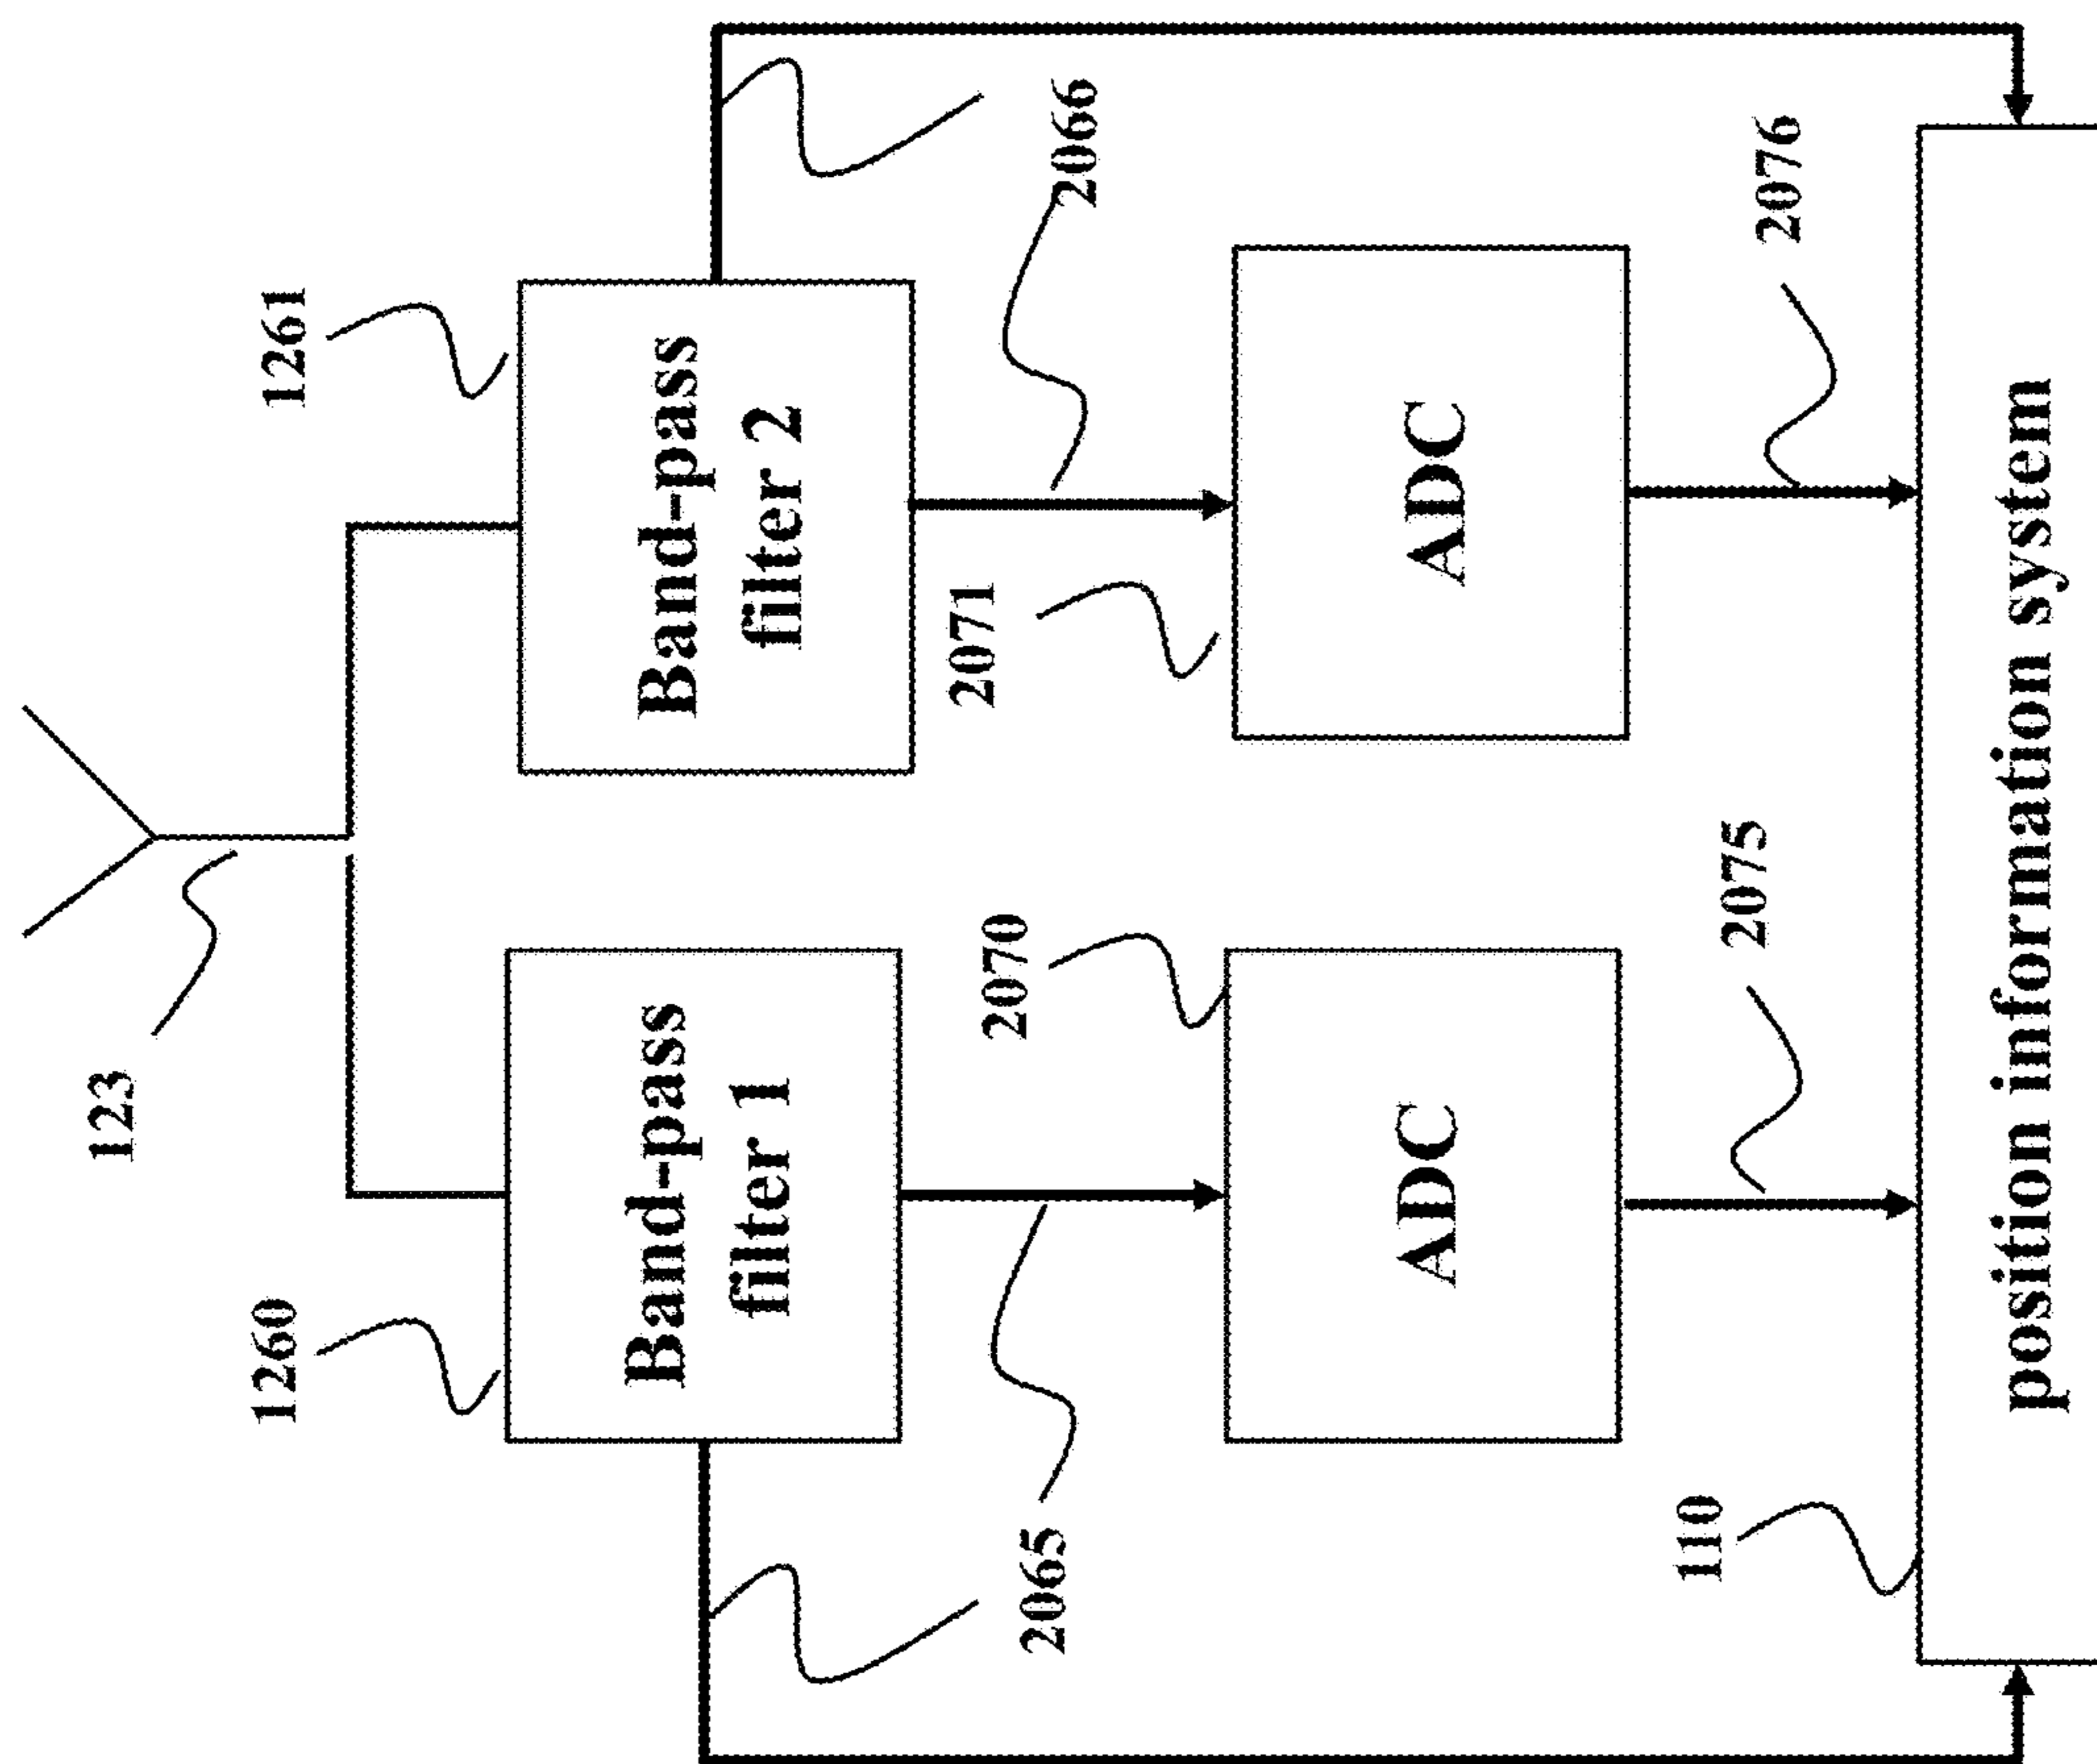 123
1260
1261
Band-pass
filter 1
Band-pass
filter 2
2065
2070
2071
2066
ADC
ADC
110
2075
2076
position information system